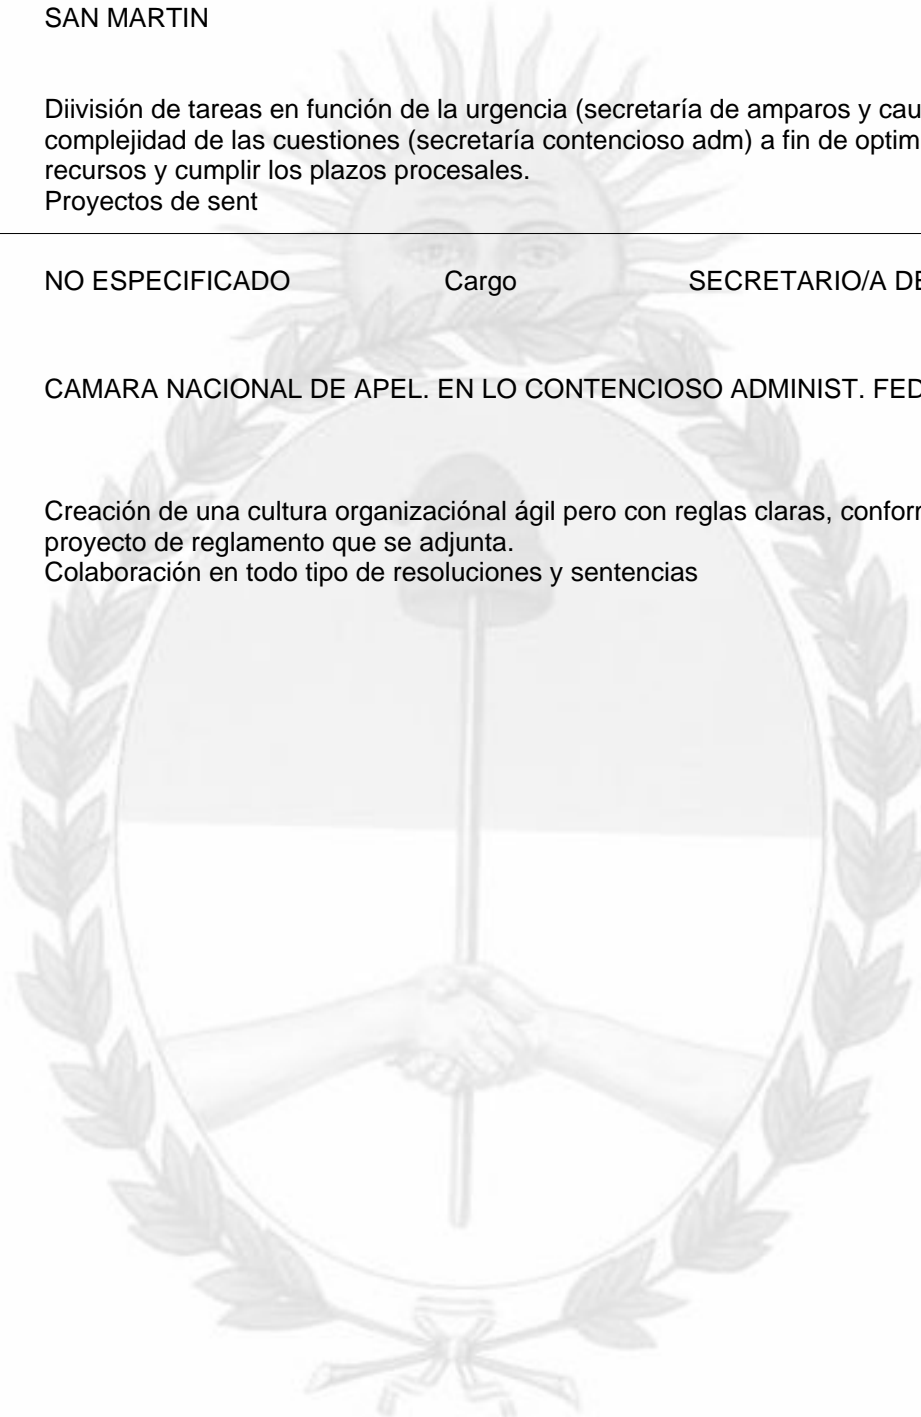 SAN MARTIN
Diivisión de tareas en función de la urgencia (secretaría de amparos y cau
complejidad de las cuestiones (secretaría contencioso adm) a fin de optim
recursos y cumplir los plazos procesales.
Proyectos de sent
NO ESPECIFICADO Cargo SECRETARIO/A DE
CAMARA NACIONAL DE APEL. EN LO CONTENCIOSO ADMINIST. FED
Creación de una cultura organizaciónal ágil pero con reglas claras, conforr
proyecto de reglamento que se adjunta.
Colaboración en todo tipo de resoluciones y sentencias